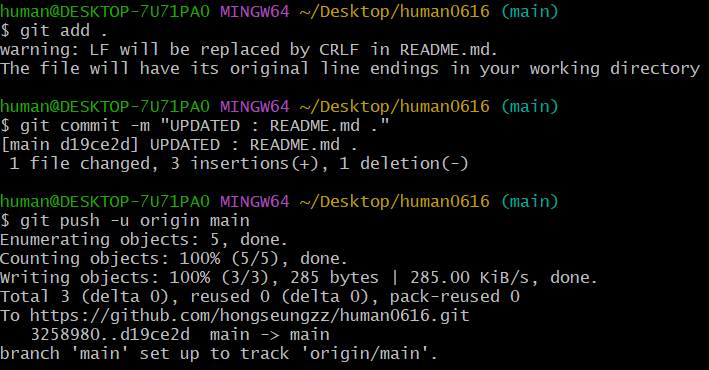 human@DESKTOP-7U71PAO MINGW64 ~/Desktop/human0616 (main)
$ git add .
warning: LF will be replaced by CRLF in README.md.
The file will have its original line endings in your working directory
human@DESKTOP-7U71PAO MINGW64 ~/Desktop/human0616 (main)
$ git commit -m "UPDATED : README.md ."
[main d19ce2d] UPDATED : README.md .
 1 file changed, 3 insertions(+), 1 deletion(-)
human@DESKTOP-7U71PAO MINGW64 ~/Desktop/human0616 (main)
$ git push -u origin main
Enumerating objects: 5, done.
Counting objects: 100% (5/5), done.
Writing objects: 100% (3/3), 285 bytes | 285.00 KiB/s, done.
Total 3 (delta 0), reused 0 (delta 0), pack-reused 0
To https://github.com/hongseungzz/human0616.git
   3258980..d19ce2d  main -> main
branch 'main' set up to track 'origin/main'.